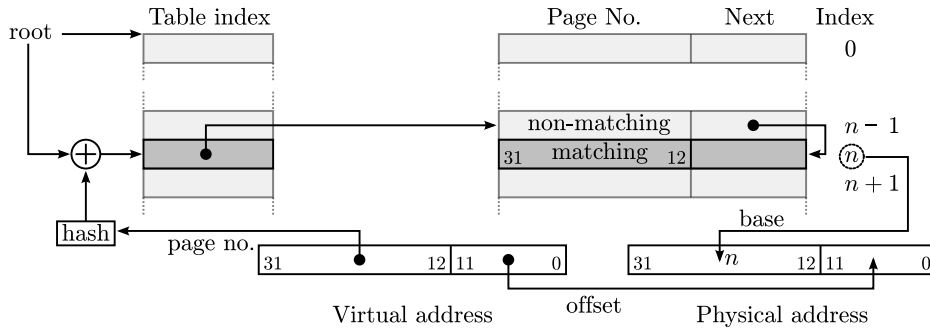 Table index Page No. Next Index
root
0
non-matching n − 1
31 matching 12 n
n + 1
hash
page no. base
31 12 11 0 31 n 12 11 0
offset
Virtual address Physical address